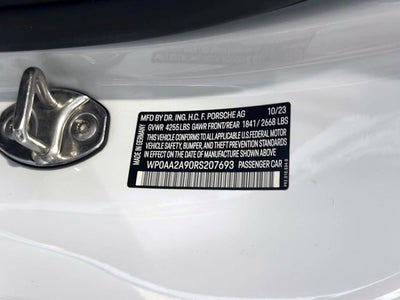 10/23
MFD BY DR. ING. H.C. F. PORSCHE AG
GVWR 4255LBS GAWR FRONT/REAR 1841/2668 LBS
THIS VEHICLE CONFORMS TO ALL APPLICABLE U.S.FEDERAL MOTOR
VEHICLE SAFETY, BUMPER, AND THEFT PREVENTION STANDARDS
IN EFFECT ON THE DATE OF MANUFACTURE SHOWN ABOVE.
WP0AA2A90RS207693 PASSENGER CAR
MADE IN GERMANY